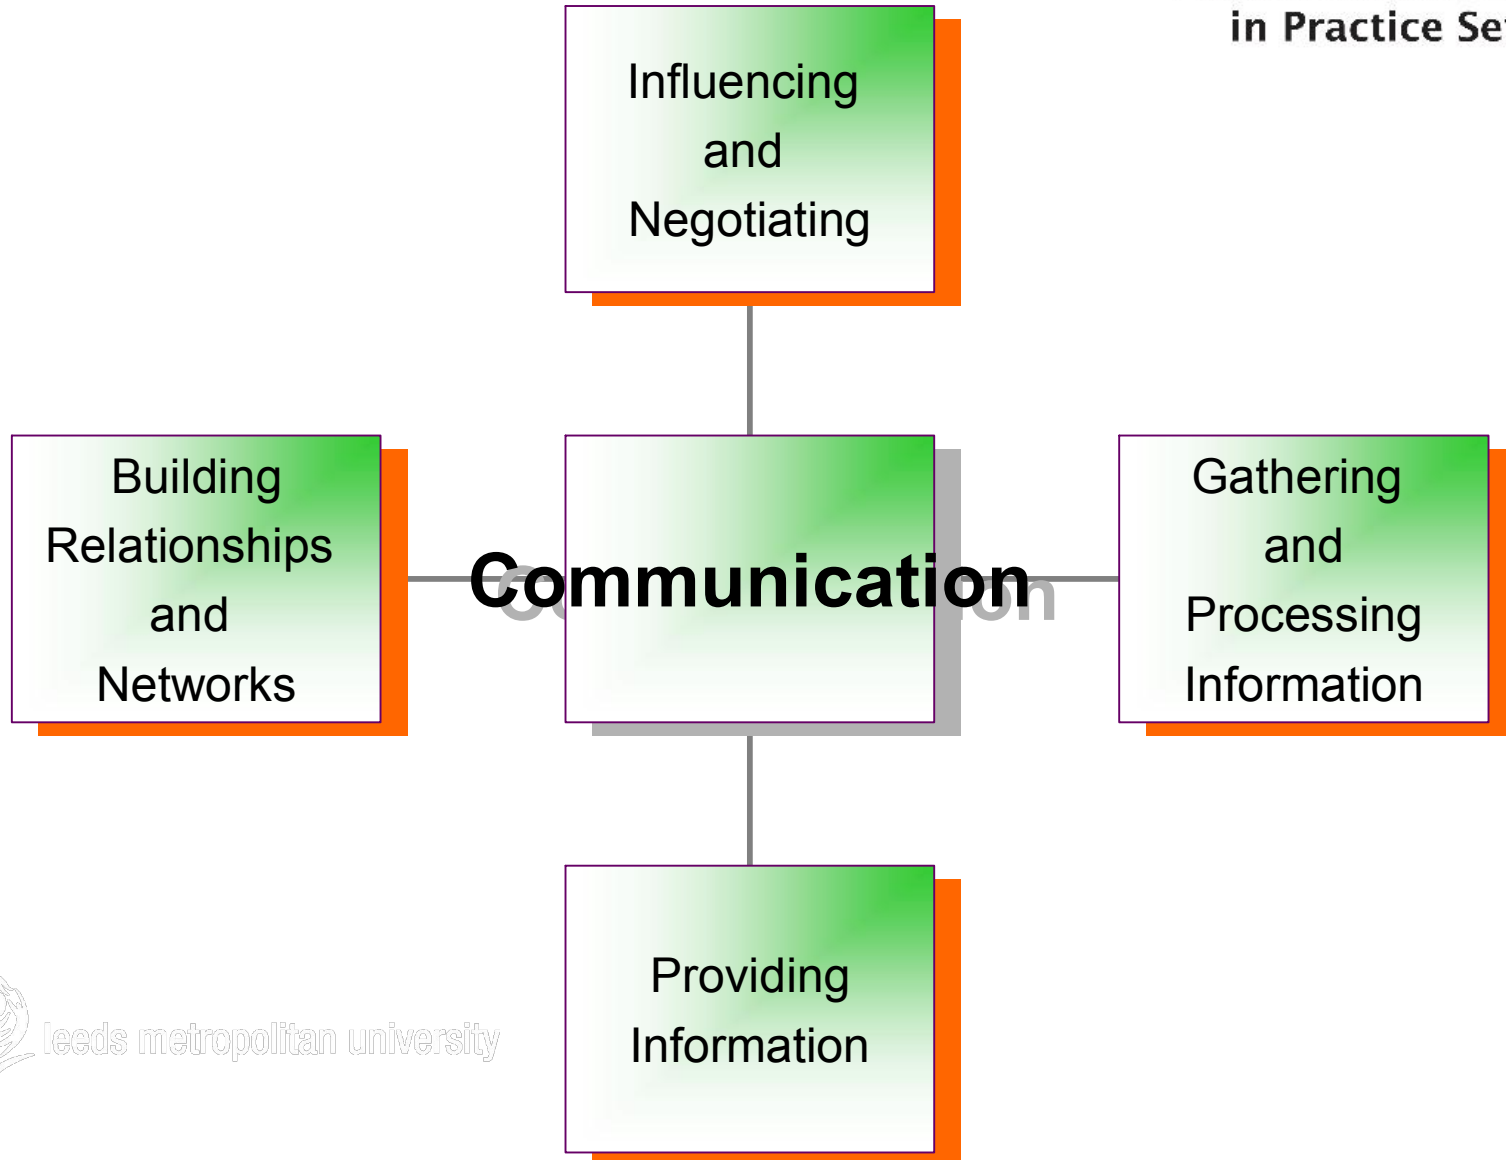 in Practice
Influencing
and
Negotiating
Building
Relationships
and
Networks
Communication
Gathering
and
Processing
Information
Providing
Information
leeds metropolitan university